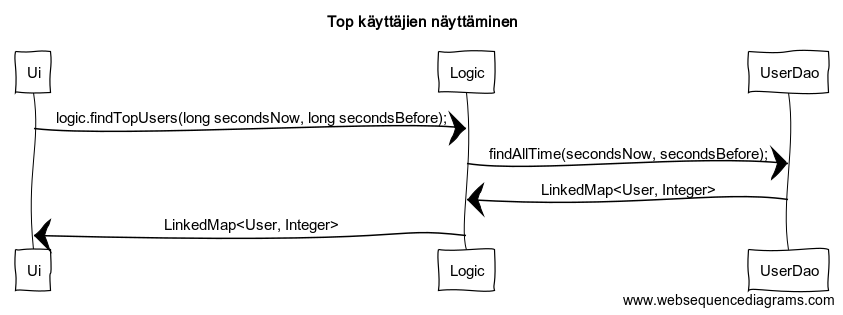 Top käyttäjien näyttäminen
Ui
Logic
UserDao
logic.findTopUsers(long secondsNow, long secondsBefore);
findAllTime(secondsNow, secondsBefore);
LinkedMap<User, Integer>
LinkedMap<User, Integer>
Ui
Logic
UserDao
www.websequencediagrams.com